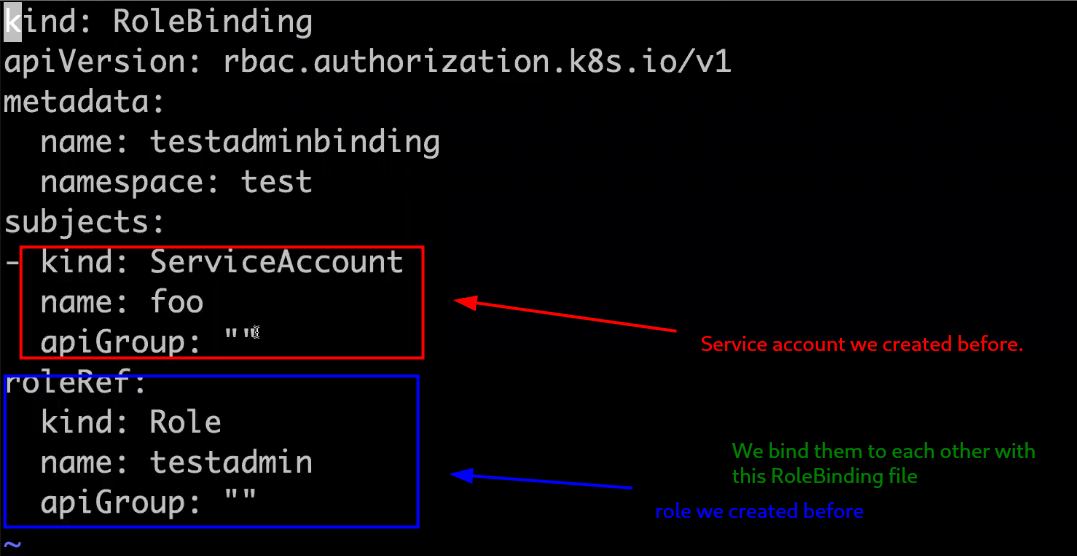 kind: RoleBinding
apiVersion: rbac.authorization.k8s.io/v1
metadata:
  name: testadminbinding
  namespace: test
subjects:
- kind: ServiceAccount
  name: foo
  apiGroup: ""
Service account we created before.
roleRef:
  kind: Role
  name: testadmin
  apiGroup: ""
We bind them to each other with
this RoleBinding file
role we created before
~